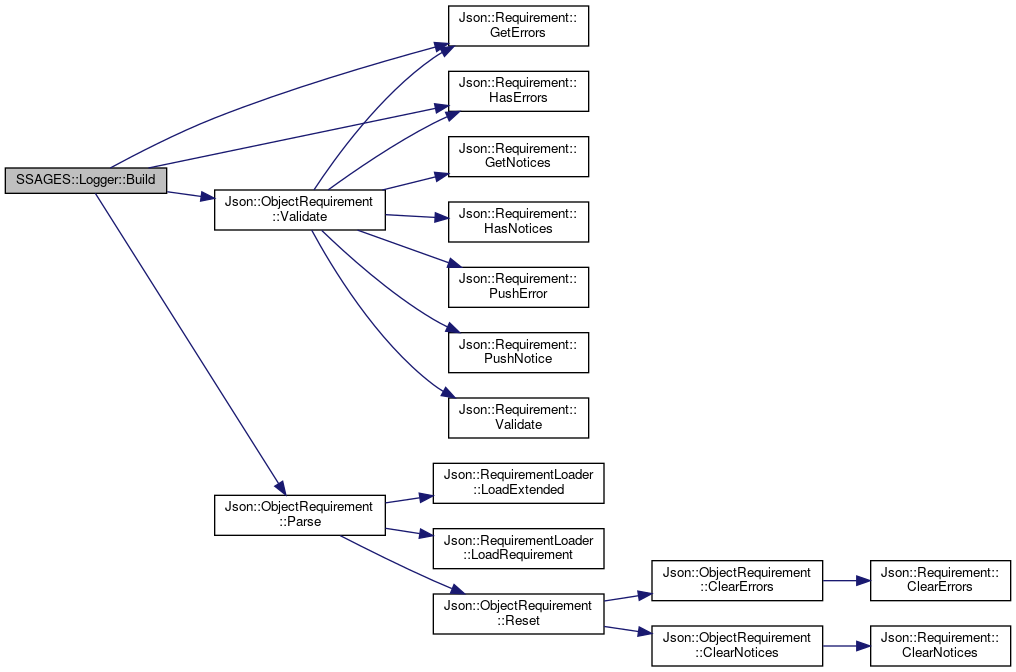 Json::Requirement::
GetErrors
Json::Requirement::
HasErrors
Json::Requirement::
GetNotices
SSAGES::Logger::Build
Json::ObjectRequirement
::Validate
Json::Requirement::
HasNotices
Json::Requirement::
PushError
Json::Requirement::
PushNotice
Json::Requirement::
Validate
Json::RequirementLoader
::LoadExtended
Json::ObjectRequirement
::Parse
Json::RequirementLoader
::LoadRequirement
Json::ObjectRequirement
::Reset
Json::ObjectRequirement
::ClearErrors
Json::Requirement::
ClearErrors
Json::ObjectRequirement
::ClearNotices
Json::Requirement::
ClearNotices